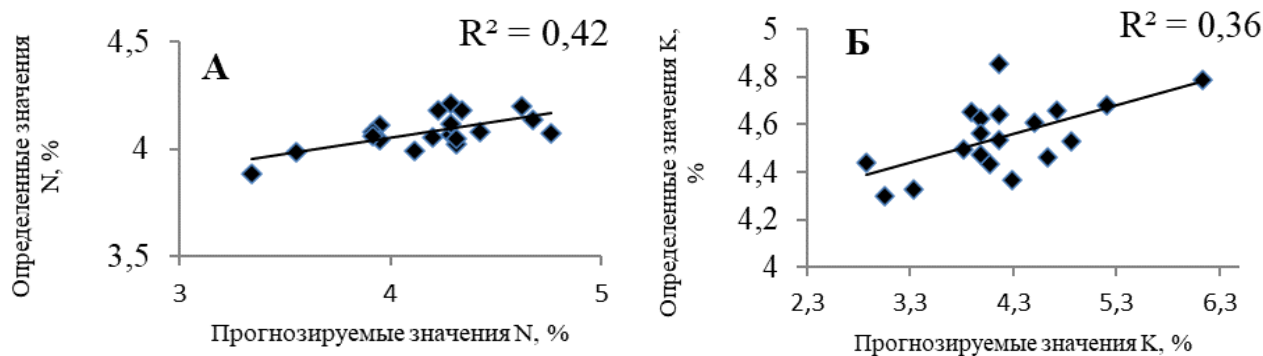 Определенные значения
N, %
4,5
4
3,5
А
R² = 0,42
3
4
5
Прогнозируемые значения N, %
Определенные значения К,
%
5
4,8
4,6
4,4
4,2
4
Б
R² = 0,36
2,3
3,3
4,3
5,3
6,3
Прогнозируемые значения К, %